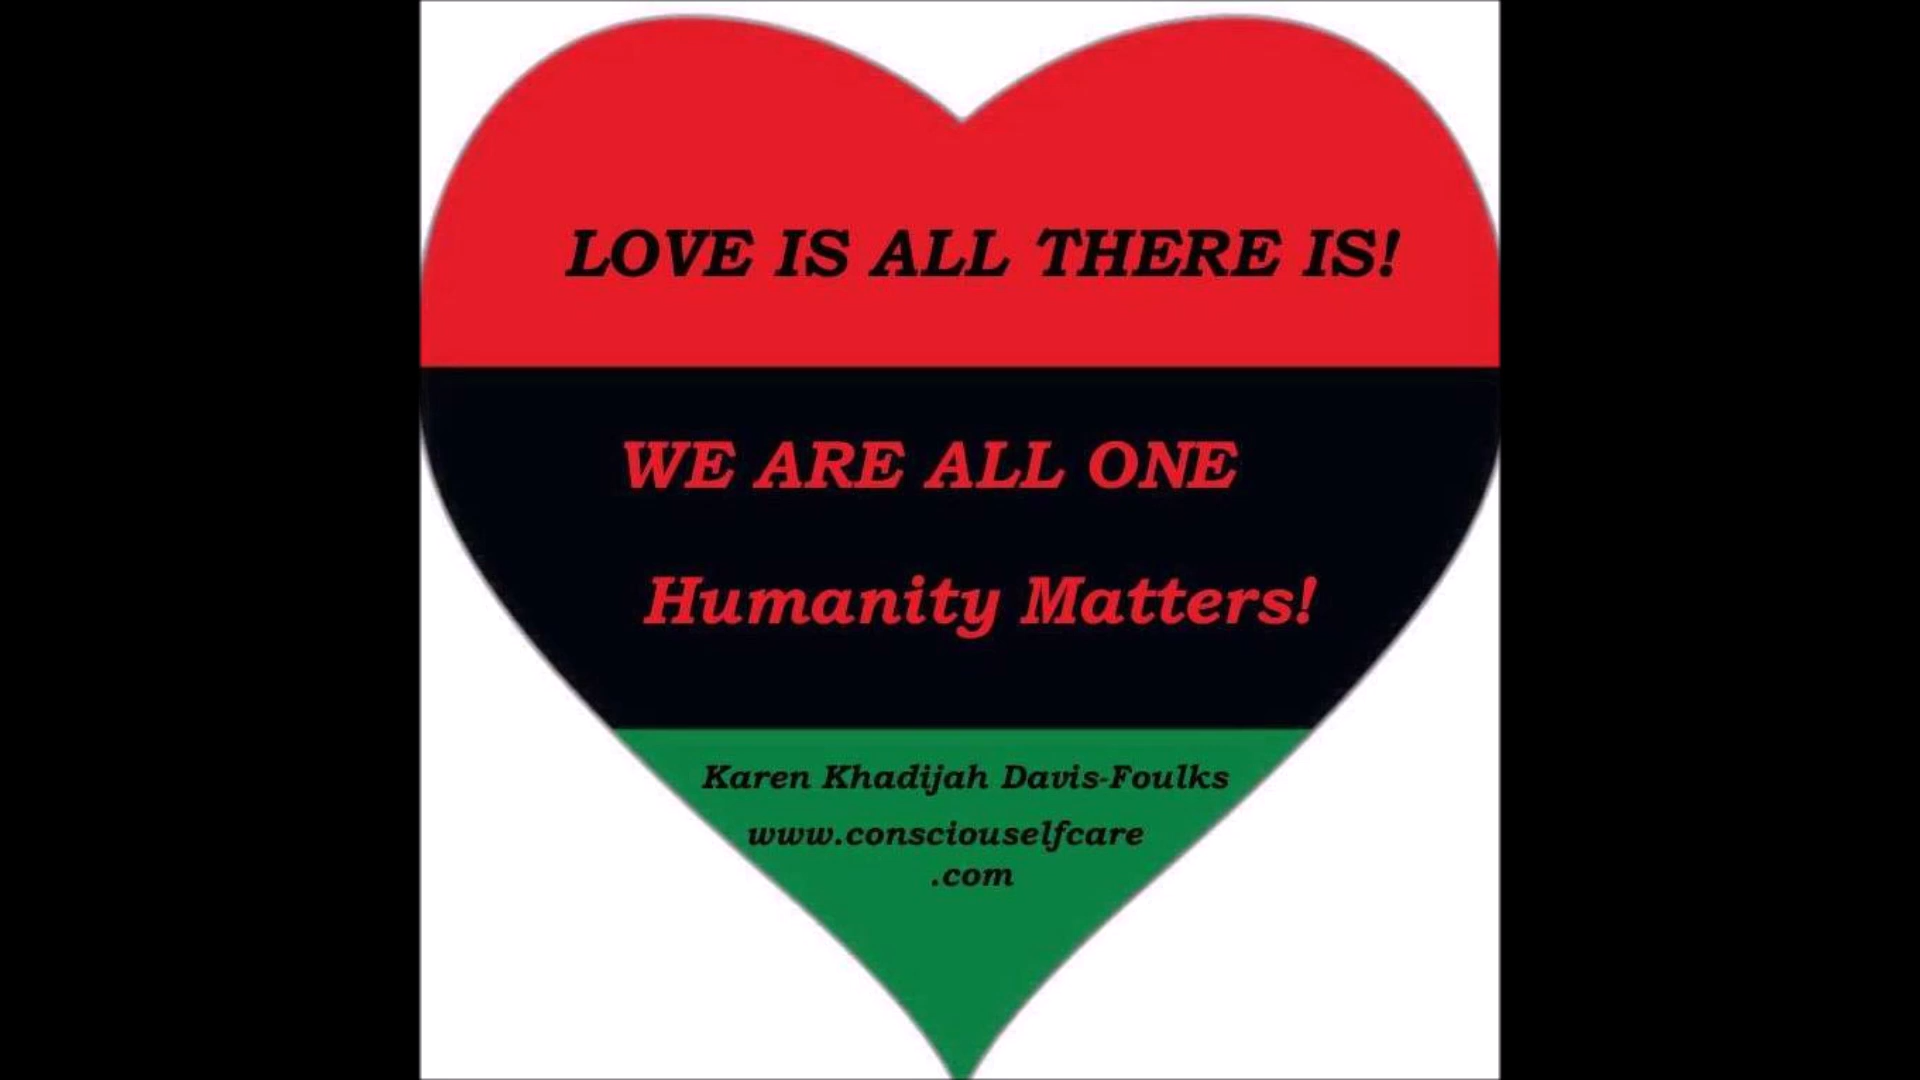 LOVE IS ALL THERE IS!
WE ARE ALL ONE
Humanity Matters!
Karen Khadijah Davis-Foulks
www.consciouselfcare
.com